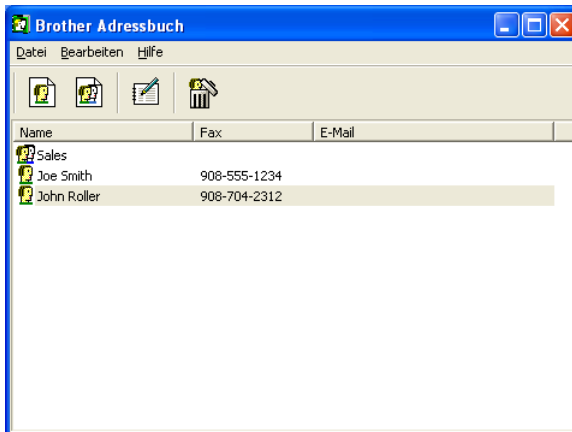 Brother Adressbuch
Datei Bearbeiten Hilfe
Name Fax E-Mail
Sales
Joe Smith 908-555-1234
John Roller 908-704-2312